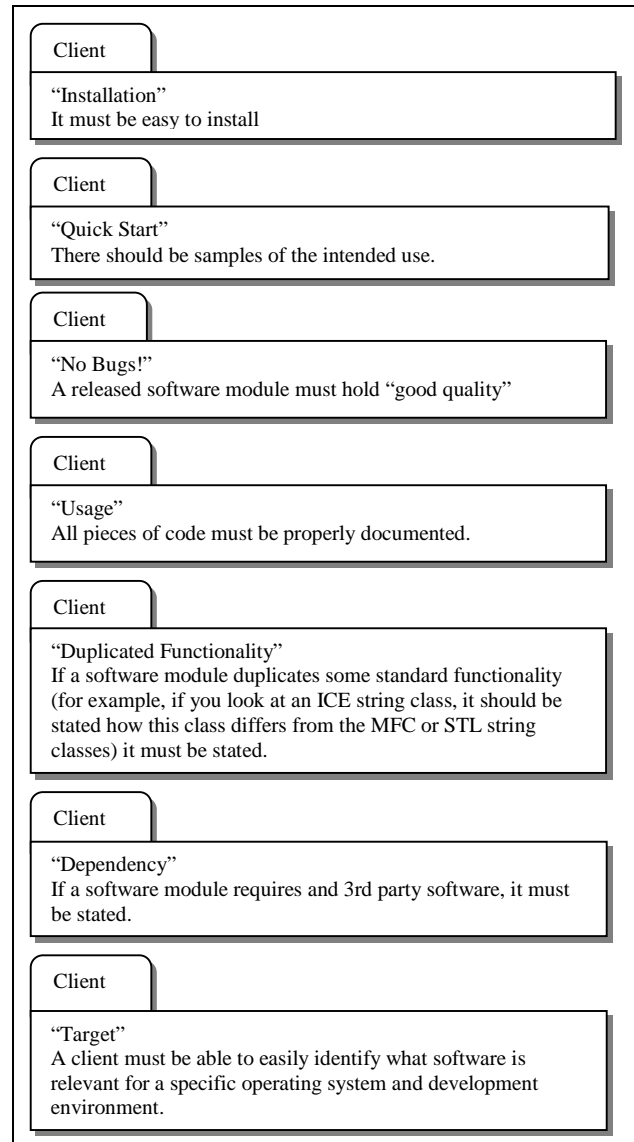 Client
“Installation”
It must be easy to install
Client
“Quick Start”
There should be samples of the intended use.
Client
“No Bugs!”
A released software module must hold “good quality”
Client
“Usage”
All pieces of code must be properly documented.
Client
“Duplicated Functionality”
If a software module duplicates some standard functionality
(for example, if you look at an ICE string class, it should be
stated how this class differs from the MFC or STL string
classes) it must be stated.
Client
“Dependency”
If a software module requires and 3rd party software, it must
be stated.
Client
“Target”
A client must be able to easily identify what software is
relevant for a specific operating system and development
environment.